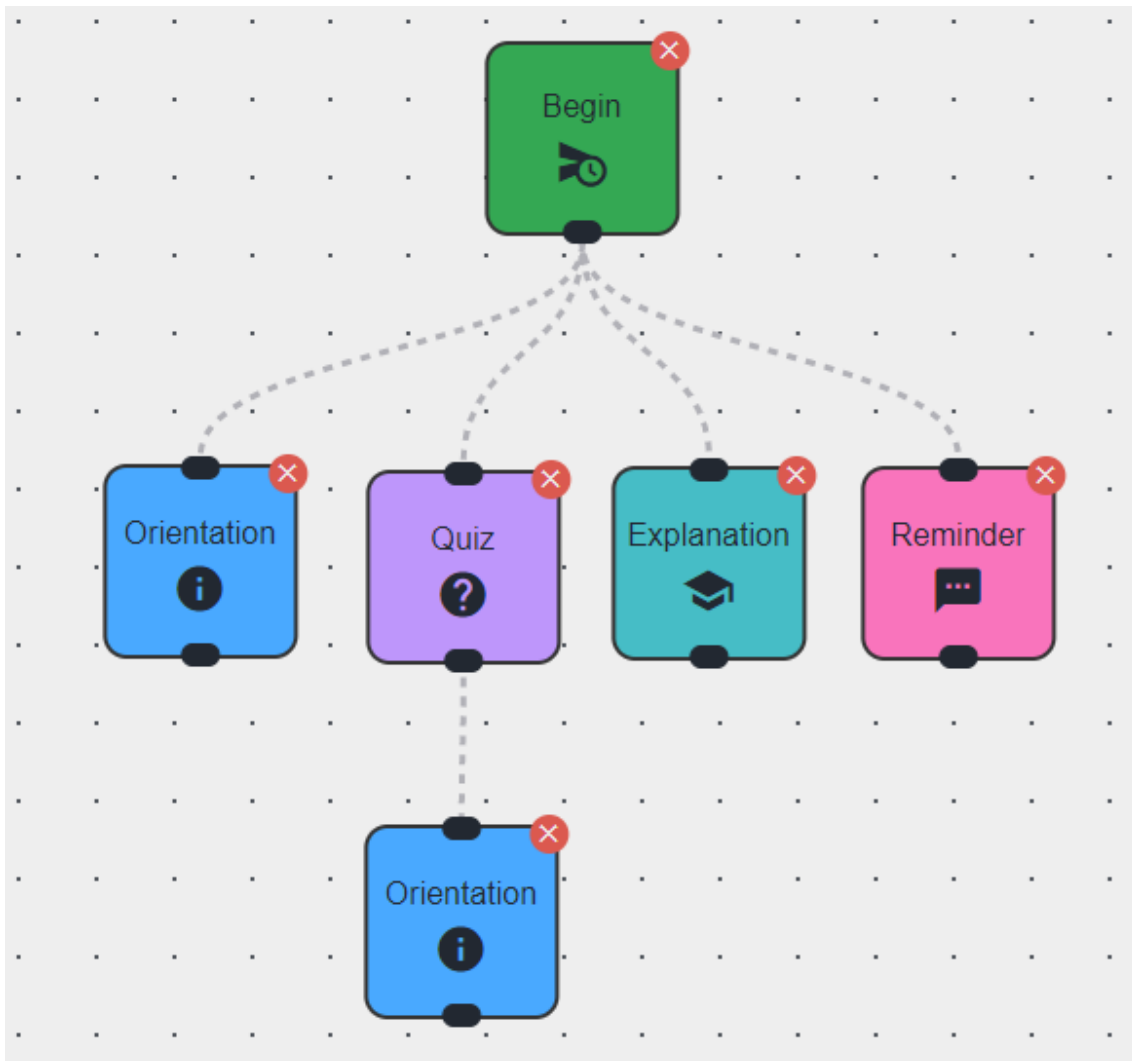 Begin
Orientation
Quiz
Explanation
Reminder
Orientation